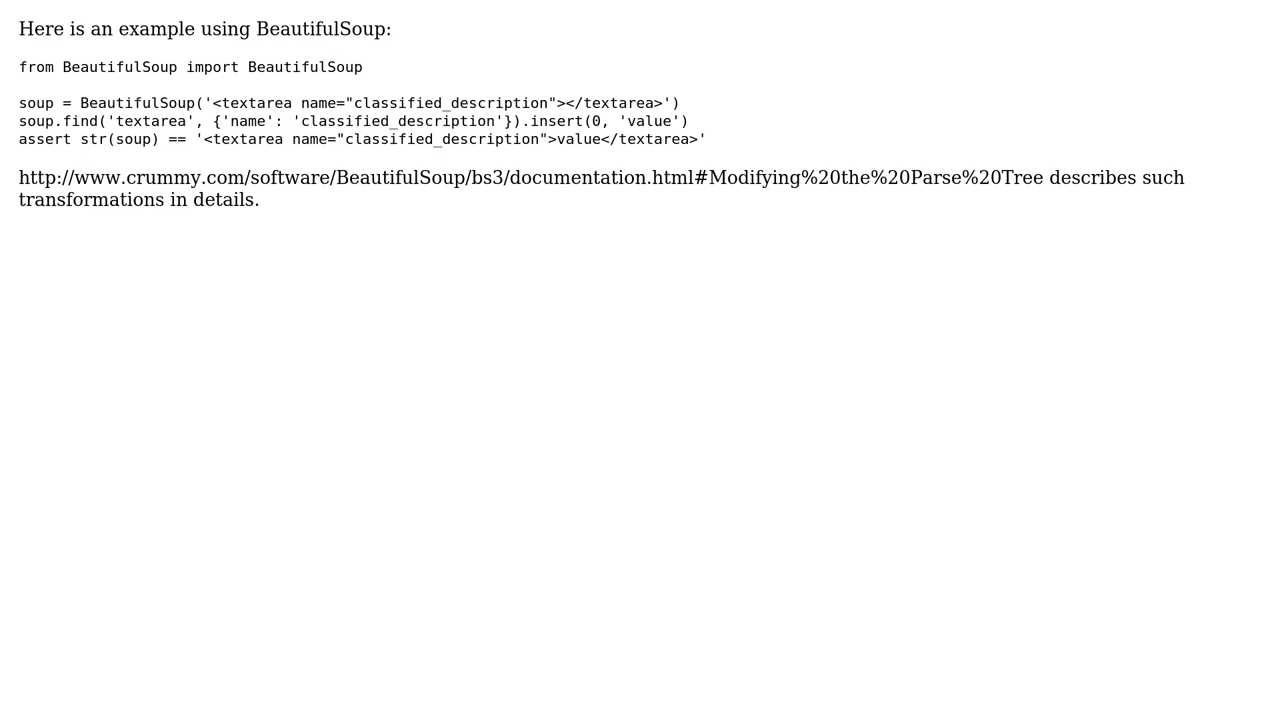 Here is an example using BeautifulSoup:
from BeautifulSoup import BeautifulSoup
soup = BeautifulSoup('<textarea name="classified_description"></textarea>')
soup.find('textarea', {'name': 'classified_description'}).insert(0, 'value')
assert str(soup) == '<textarea name="classified_description">value</textarea>'
http://www.crummy.com/software/BeautifulSoup/bs3/documentation.html#Modifying%20the%20Parse%20Tree describes such
transformations in details.